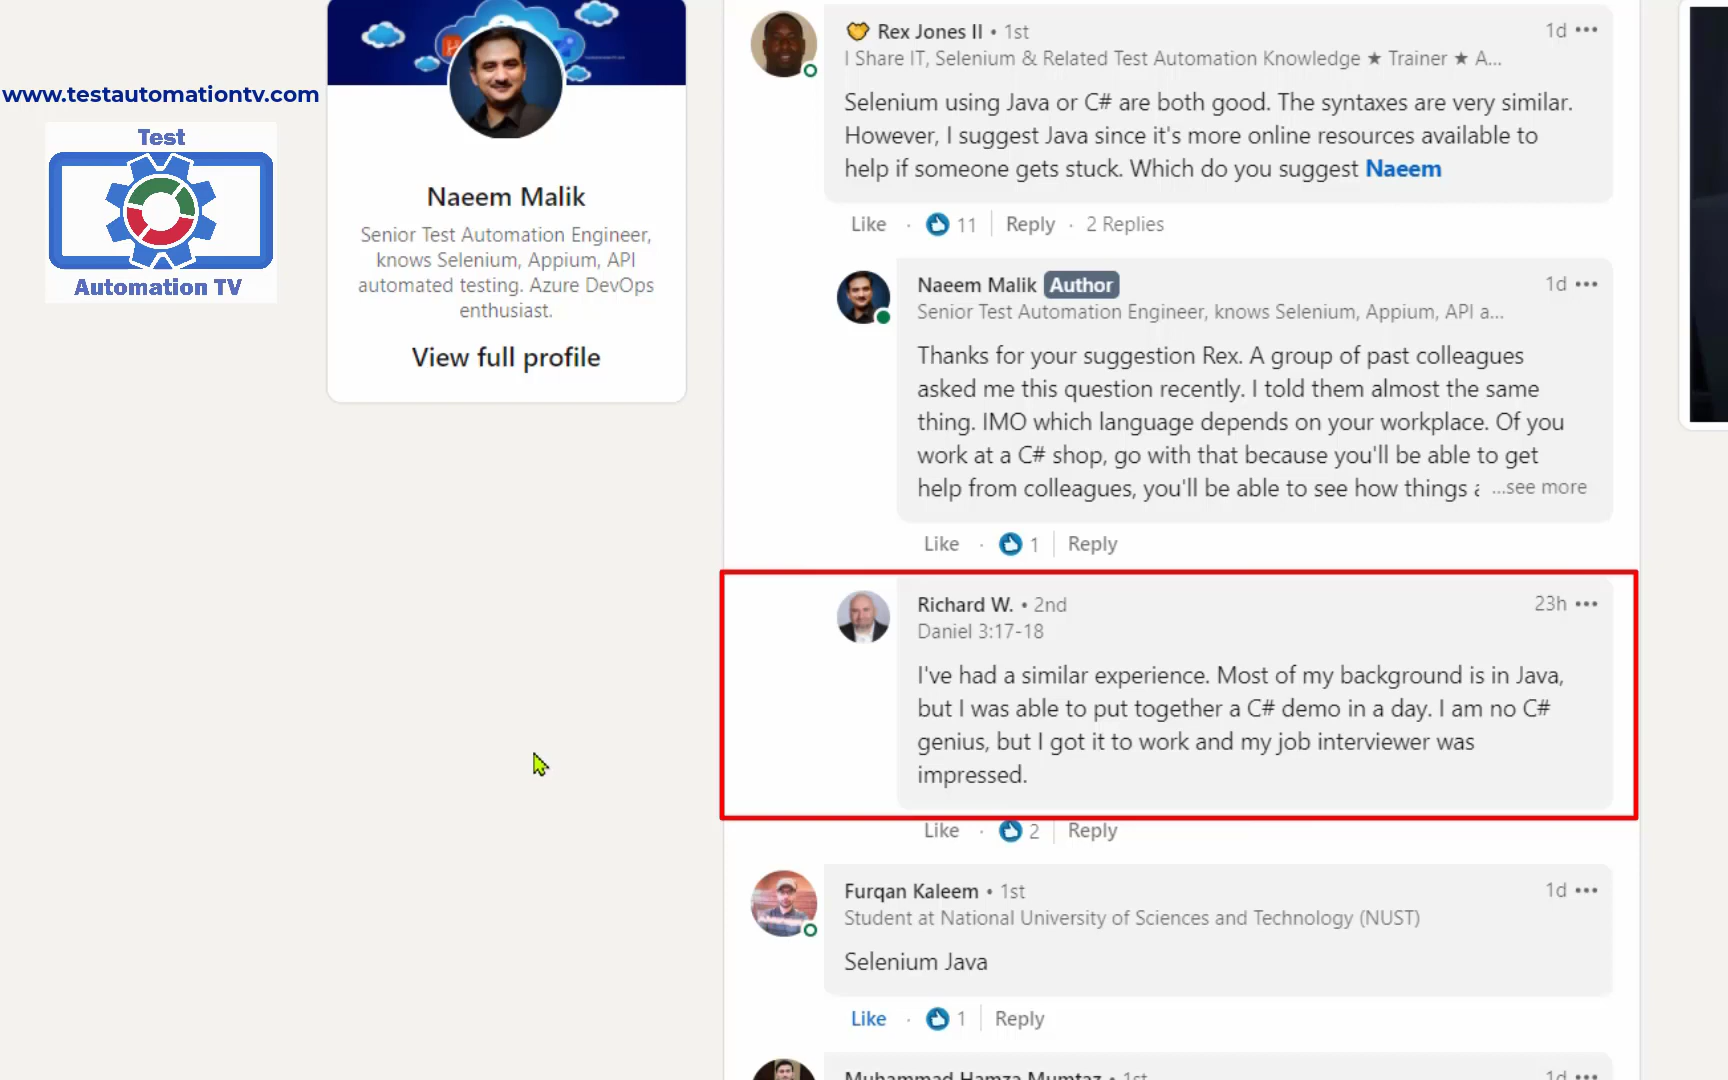 www.testautomationtv.com
Test
Automation TV
Naeem Malik
Senior Test Automation Engineer,
knows Selenium, Appium, API
automated testing. Azure DevOps
enthusiast.
View full profile
Rex Jones II • 1st
1d •••
I Share IT, Selenium & Related Test Automation Knowledge ★ Trainer ★ A...
Selenium using Java or C# are both good. The syntaxes are very similar.
However, I suggest Java since it's more online resources available to
help if someone gets stuck. Which do you suggest Naeem
Like · 11 | Reply · 2 Replies
Naeem Malik Author
1d •••
Senior Test Automation Engineer, knows Selenium, Appium, API a...
Thanks for your suggestion Rex. A group of past colleagues
asked me this question recently. I told them almost the same
thing. IMO which language depends on your workplace. Of you
work at a C# shop, go with that because you'll be able to get
help from colleagues, you'll be able to see how things ...see more
Like · 1 | Reply
Richard W. • 2nd
23h •••
Daniel 3:17-18
I've had a similar experience. Most of my background is in Java,
but I was able to put together a C# demo in a day. I am no C#
genius, but I got it to work and my job interviewer was
impressed.
Like · 2 | Reply
Furqan Kaleem • 1st
1d •••
Student at National University of Sciences and Technology (NUST)
Selenium Java
Like · 1 | Reply
Muhammad Hamza Mumtaz • 1st
1d •••